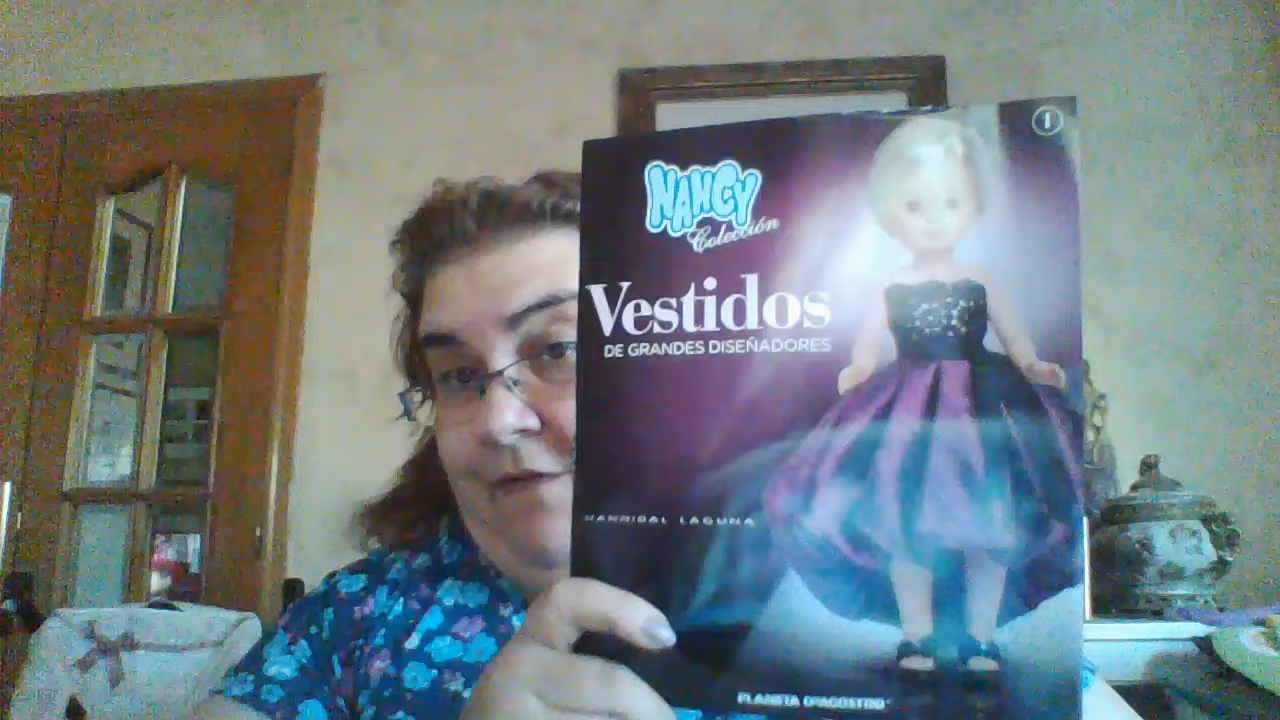 1
NANCY
Colección
Vestidos
DE GRANDES DISEÑADORES
HANNIBAL LAGUNA
PLANETA DEAGOSTINI